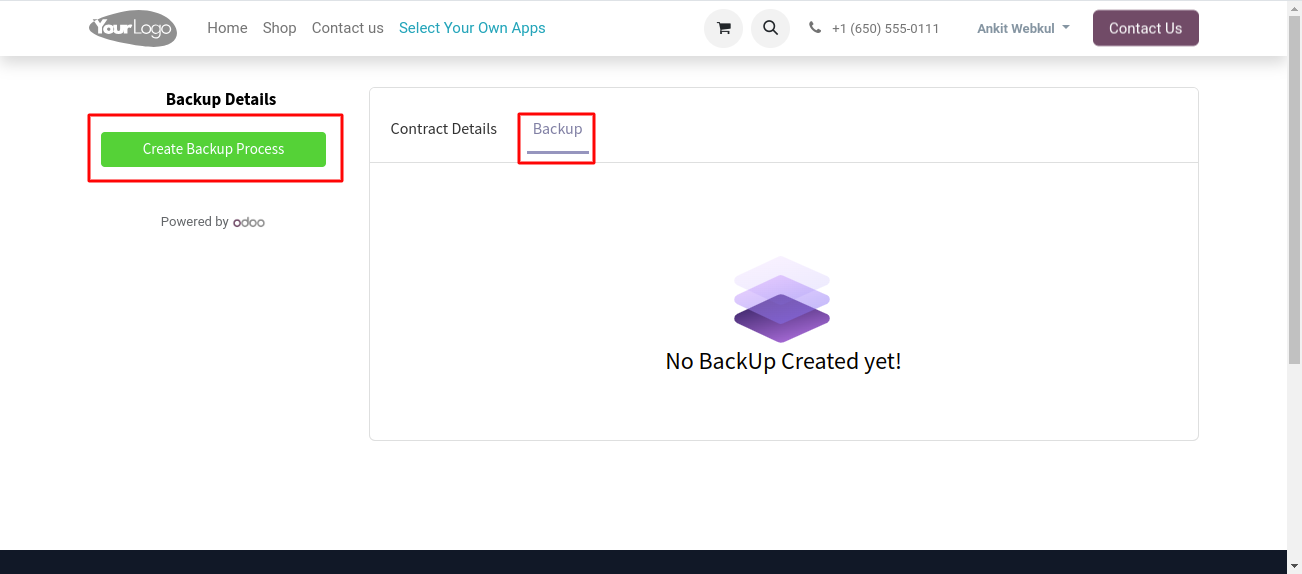 YourLogo
Home Shop Contact us Select Your Own Apps +1 (650) 555-0111 Ankit Webkul Contact Us
Backup Details
Create Backup Process
Powered by odoo
Contract Details Backup
No BackUp Created yet!